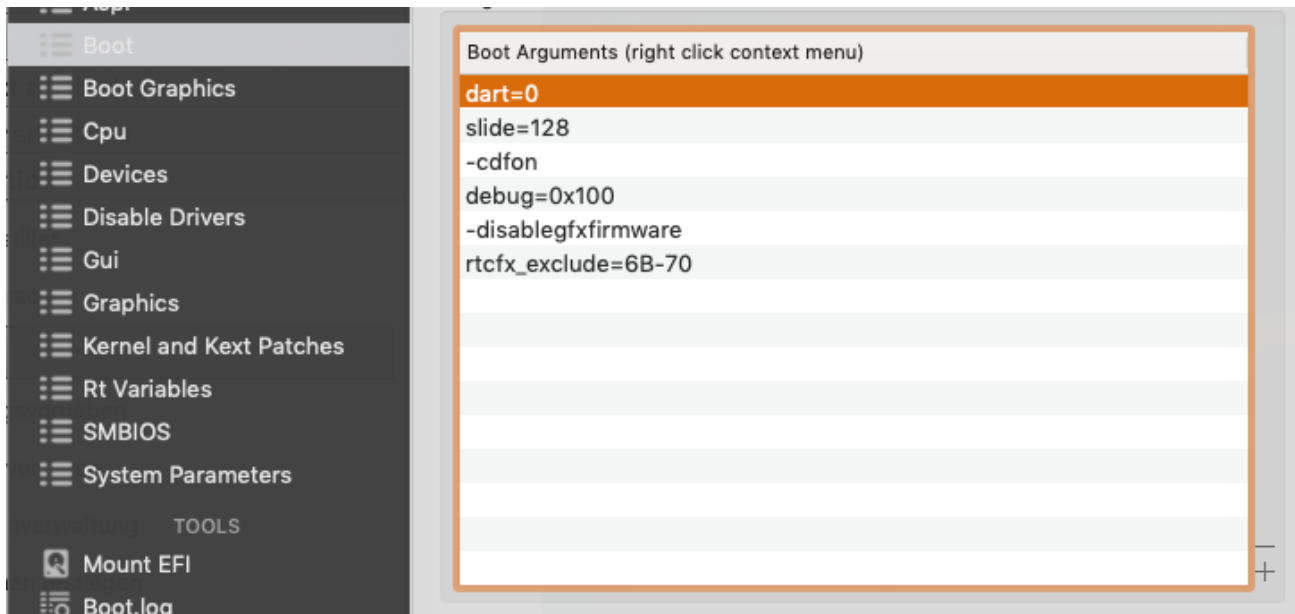 Boot
Boot Graphics
Cpu
Devices
Disable Drivers
Gui
Graphics
Kernel and Kext Patches
Rt Variables
SMBIOS
System Parameters
TOOLS
Mount EFI
Boot.log
Boot Arguments (right click context menu)
dart=0
slide=128
-cdfon
debug=0x100
-disablegfxfirmware
rtcfx_exclude=6B-70